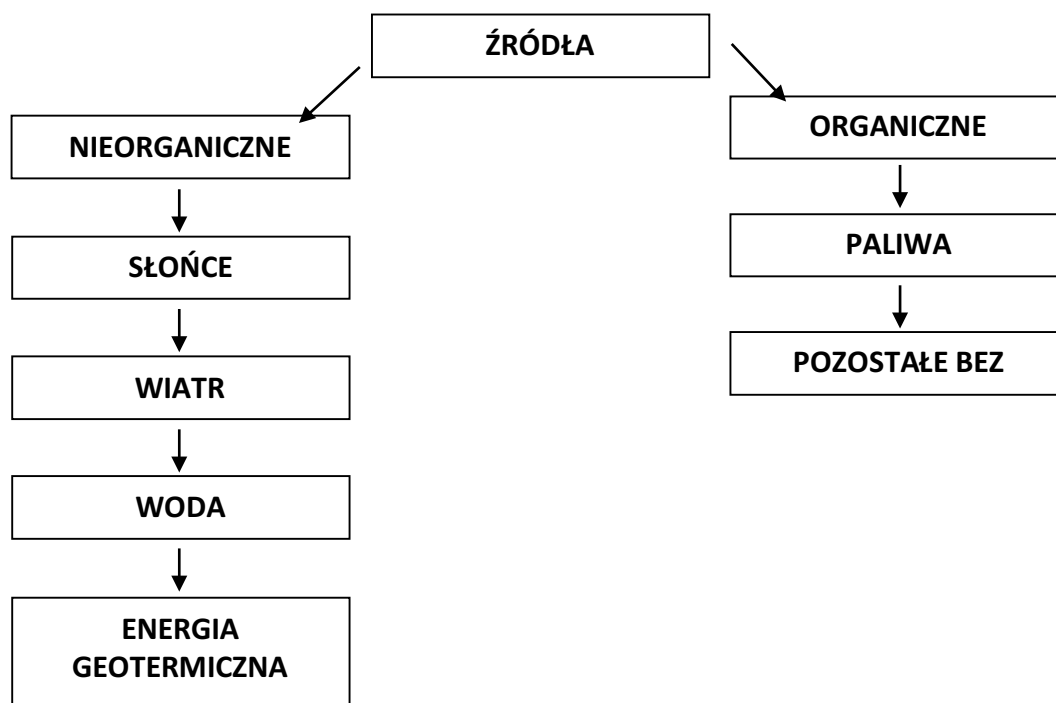 ŹRÓDŁA
NIEORGANICZNE
SŁOŃCE
WIATR
WODA
ENERGIA
GEOTERMICZNA
ORGANICZNE
PALIWA
POZOSTAŁE BEZ